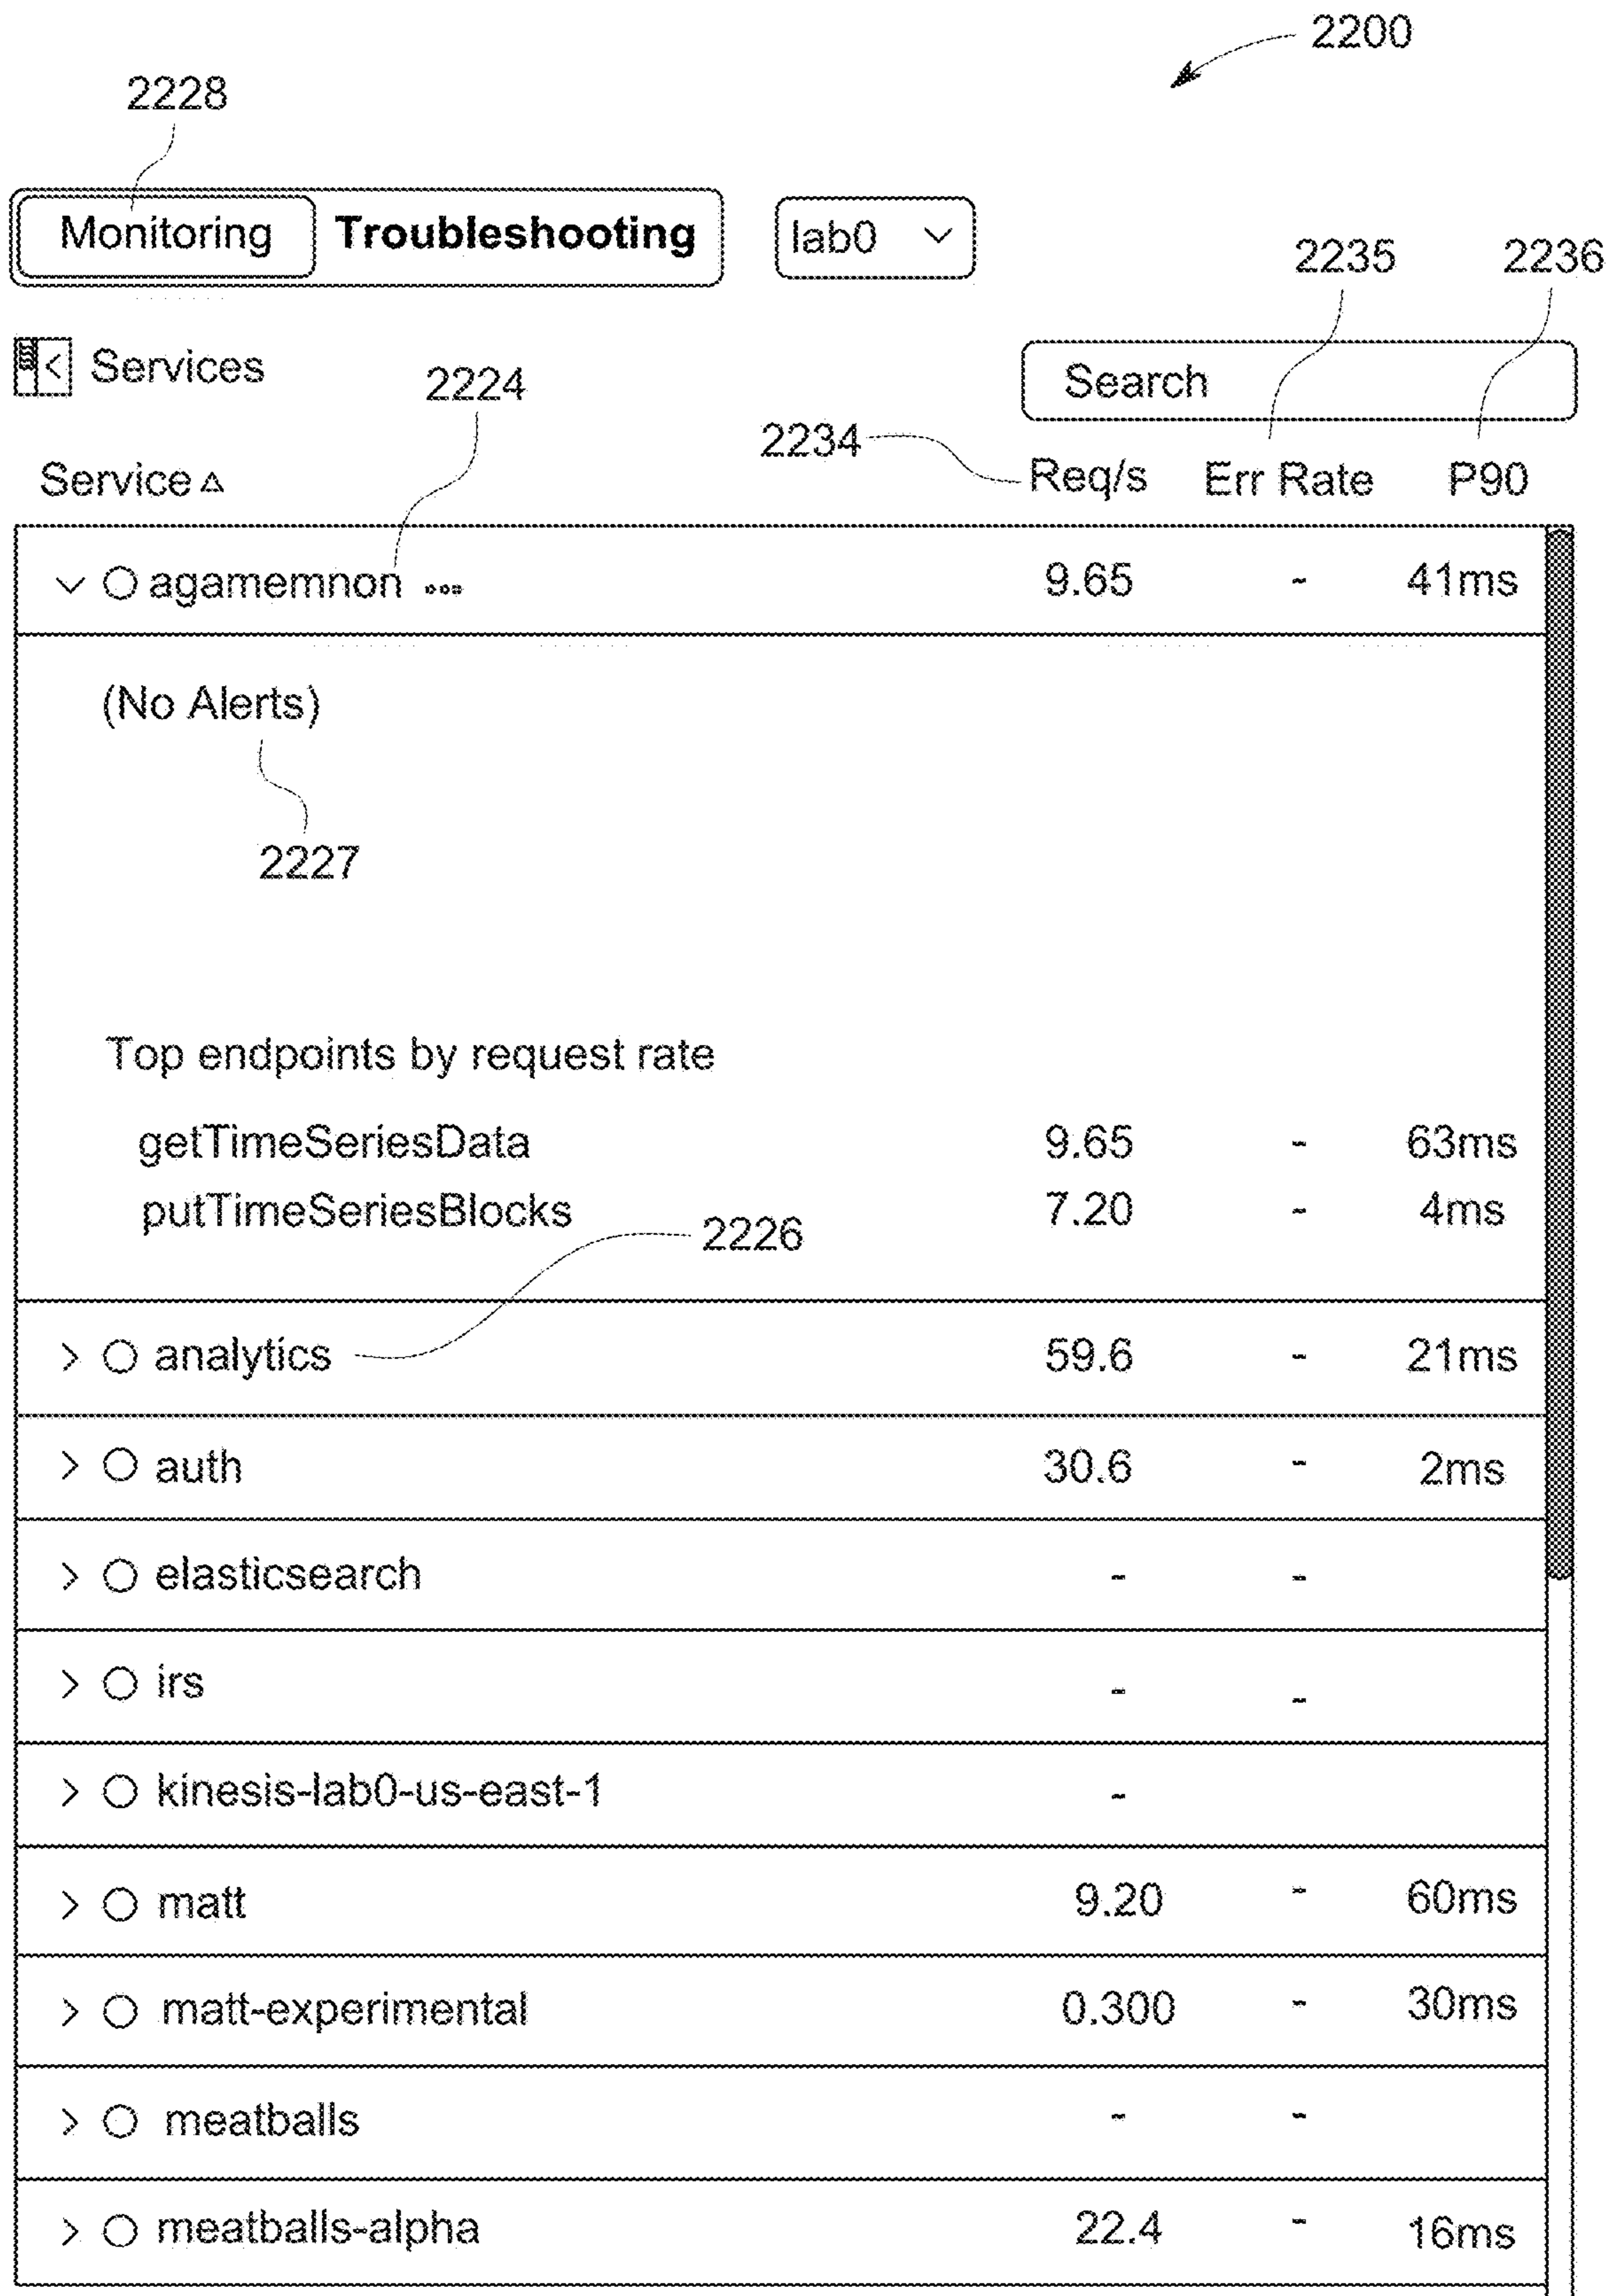 2200
2228
Monitoring Troubleshooting lab0
2235 2236
Services 2224 Search
2234
Service Req/s Err Rate P90
agamemnon ... 9.65 - 41ms
(No Alerts)
2227
Top endpoints by request rate
getTimeSeriesData 9.65 - 63ms
putTimeSeriesBlocks 7.20 - 4ms
2226
analytics 59.6 - 21ms
auth 30.6 - 2ms
elasticsearch - -
irs - -
kinesis-lab0-us-east-1 -
matt 9.20 - 60ms
matt-experimental 0.300 - 30ms
meatballs - -
meatballs-alpha 22.4 - 16ms